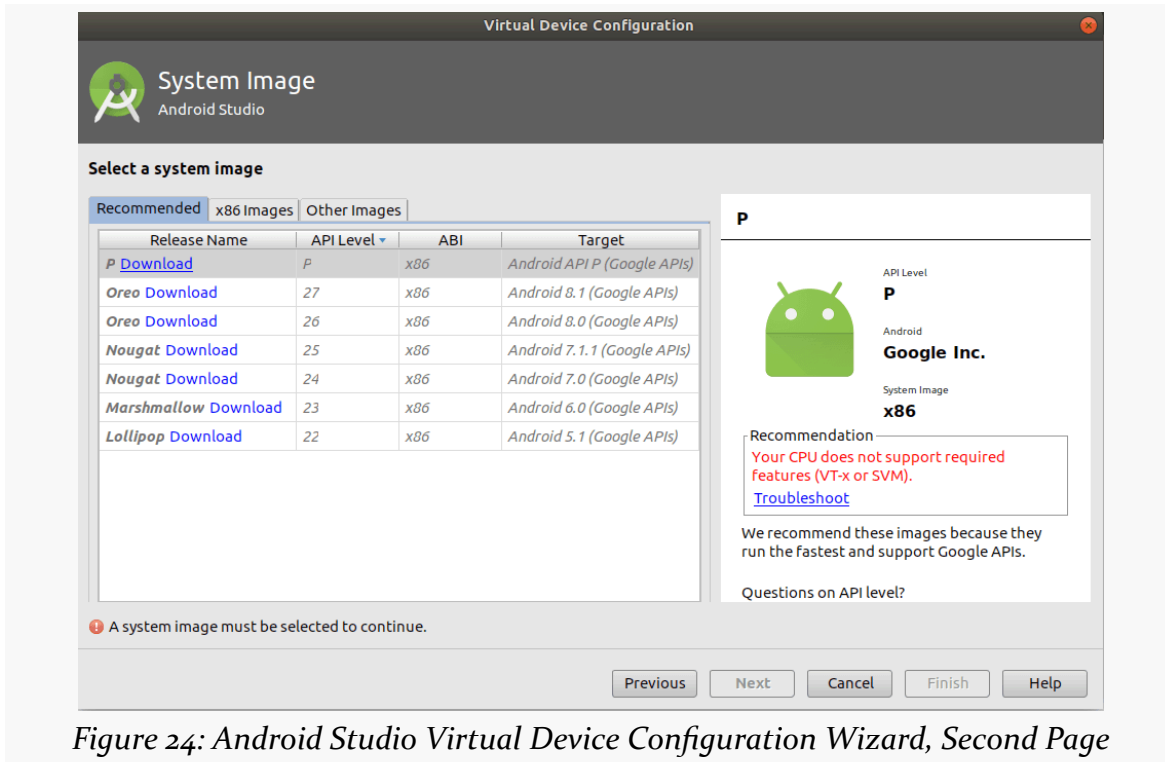 Virtual Device Configuration
System Image
Android Studio
Select a system image
Recommended x86 Images Other Images
Release Name API Level ABI Target
P Download P x86 Android API P (Google APIs)
Oreo Download 27 x86 Android 8.1 (Google APIs)
Oreo Download 26 x86 Android 8.0 (Google APIs)
Nougat Download 25 x86 Android 7.1.1 (Google APIs)
Nougat Download 24 x86 Android 7.0 (Google APIs)
Marshmallow Download 23 x86 Android 6.0 (Google APIs)
Lollipop Download 22 x86 Android 5.1 (Google APIs)
P
API Level
P
Android
Google Inc.
System Image
x86
Recommendation
Your CPU does not support required
features (VT-x or SVM).
Troubleshoot
We recommend these images because they
run the fastest and support Google APIs.
Questions on API level?
A system image must be selected to continue.
Previous Next Cancel Finish Help
Figure 24: Android Studio Virtual Device Configuration Wizard, Second Page